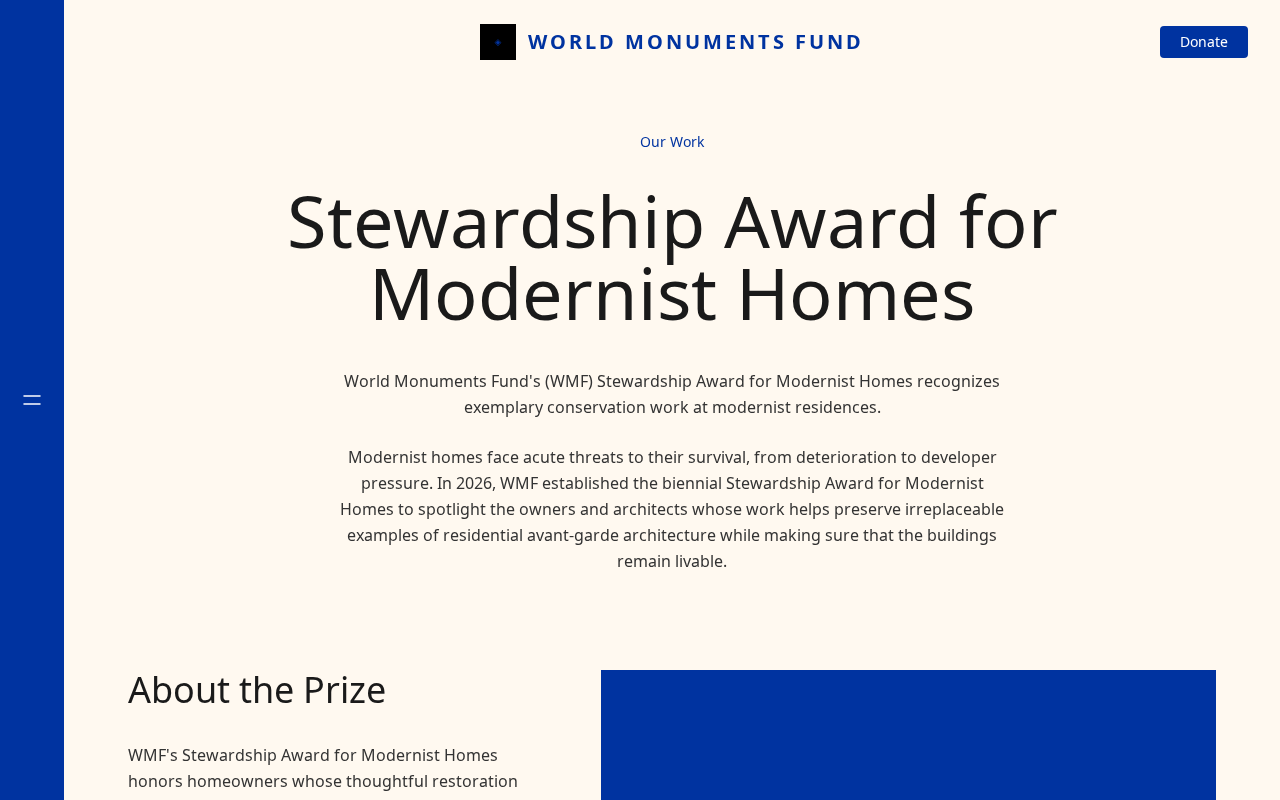 WORLD MONUMENTS FUND
Donate
Our Work
Stewardship Award for
Modernist Homes
World Monuments Fund's (WMF) Stewardship Award for Modernist Homes recognizes
exemplary conservation work at modernist residences.
Modernist homes face acute threats to their survival, from deterioration to developer
pressure. In 2026, WMF established the biennial Stewardship Award for Modernist
Homes to spotlight the owners and architects whose work helps preserve irreplaceable
examples of residential avant-garde architecture while making sure that the buildings
remain livable.
About the Prize
WMF's Stewardship Award for Modernist Homes
honors homeowners whose thoughtful restoration